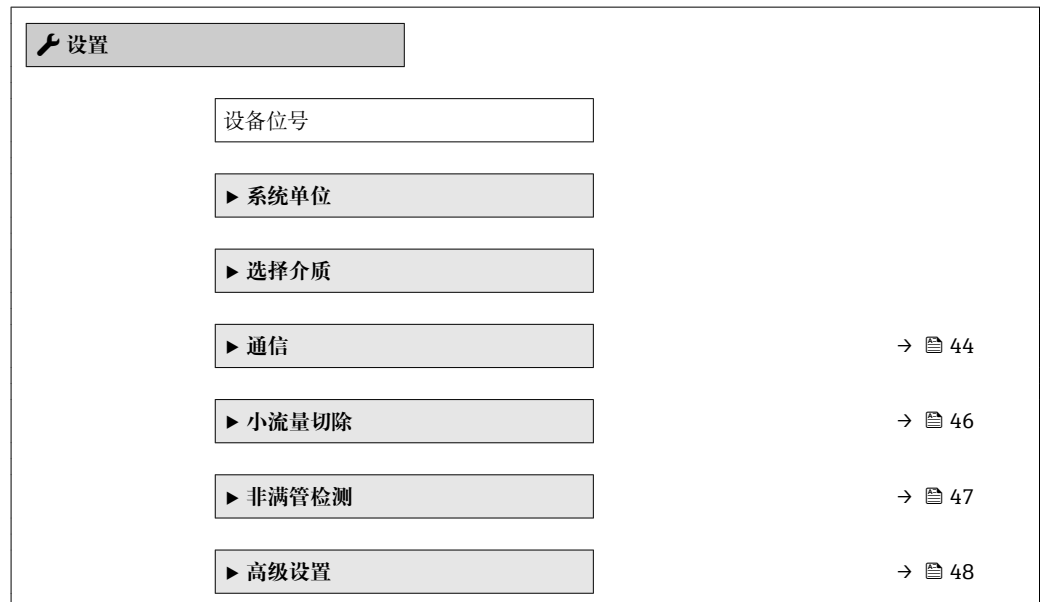 设置
设备位号
▶ 系统单位
▶ 选择介质
▶ 通信 → 44
▶ 小流量切除 → 46
▶ 非满管检测 → 47
▶ 高级设置 → 48